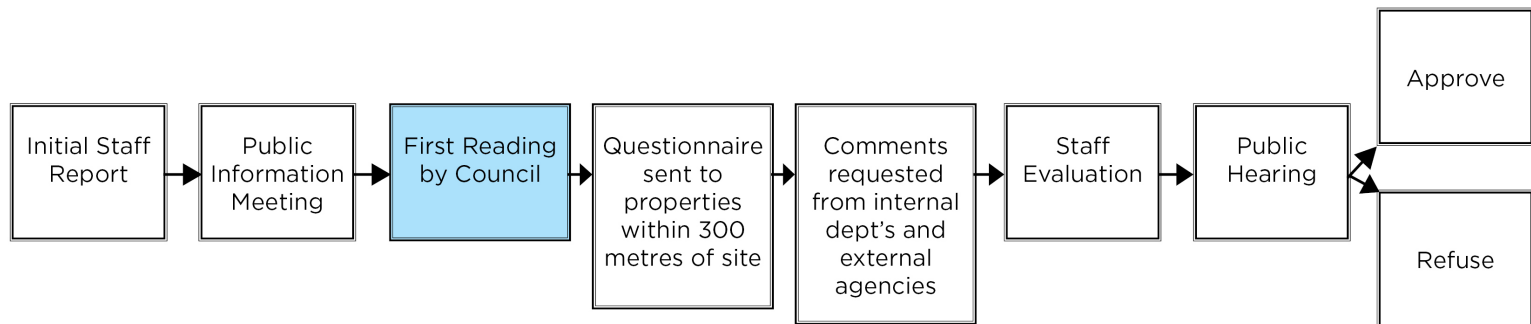 Initial Staff
Report
Public
Information
Meeting
First Reading
by Council
Questionnaire
sent to
properties
within 300
metres of site
Comments
requested
from internal
dept's and
external
agencies
Staff
Evaluation
Public
Hearing
Approve
Refuse